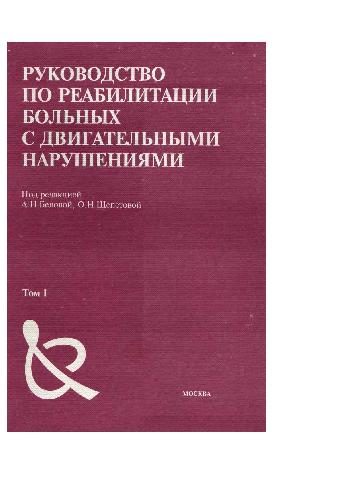 РУКОВОДСТВО
ПО РЕАБИЛИТАЦИИ
БОЛЬНЫХ
С ДВИГАТЕЛЬНЫМИ
НАРУШЕНИЯМИ
Под редакцией
А.Н.Беловой, О.Н.Щепетовой
Том I
МОСКВА